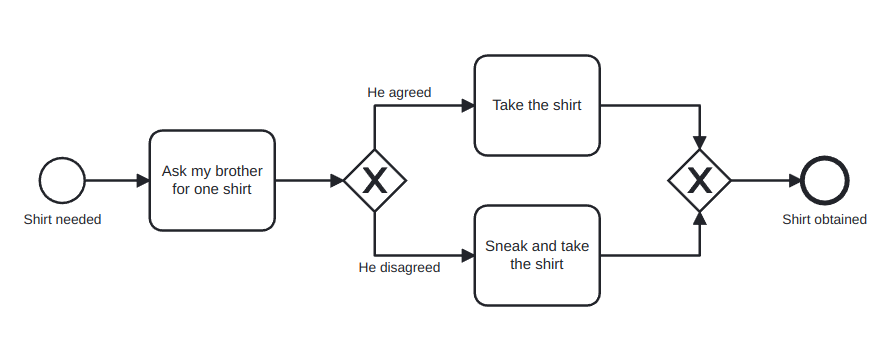 Shirt needed
Ask my brother
for one shirt
He agreed
He disagreed
Take the shirt
Sneak and take
the shirt
Shirt obtained